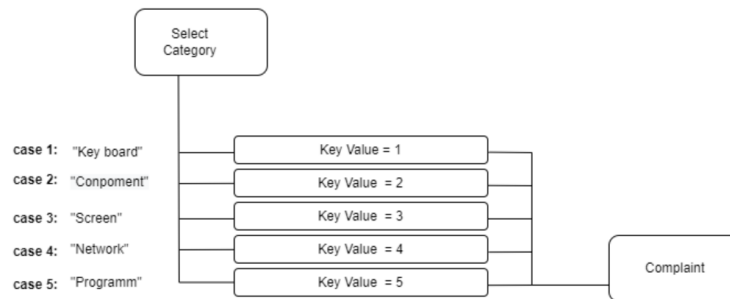 Select
Category
case 1: "Key board" Key Value = 1
case 2: "Conpoment" Key Value = 2
case 3: "Screen" Key Value = 3
case 4: "Network" Key Value = 4
case 5: "Programm" Key Value = 5
Complaint